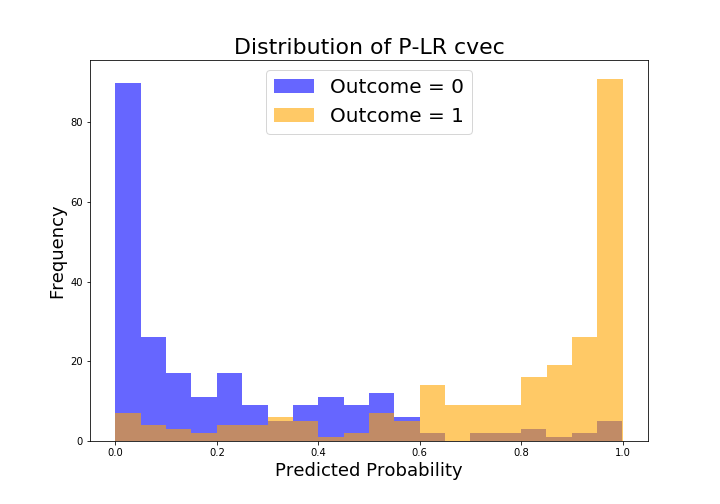 Distribution of P-LR cvec
Outcome = 0
Outcome = 1
Frequency
80
60
40
20
0
0.0 0.2 0.4 0.6 0.8 1.0
Predicted Probability